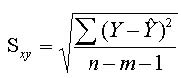 S_{xy} = \sqrt{\frac{\sum (Y - \hat{Y})^2}{n - m - 1}}